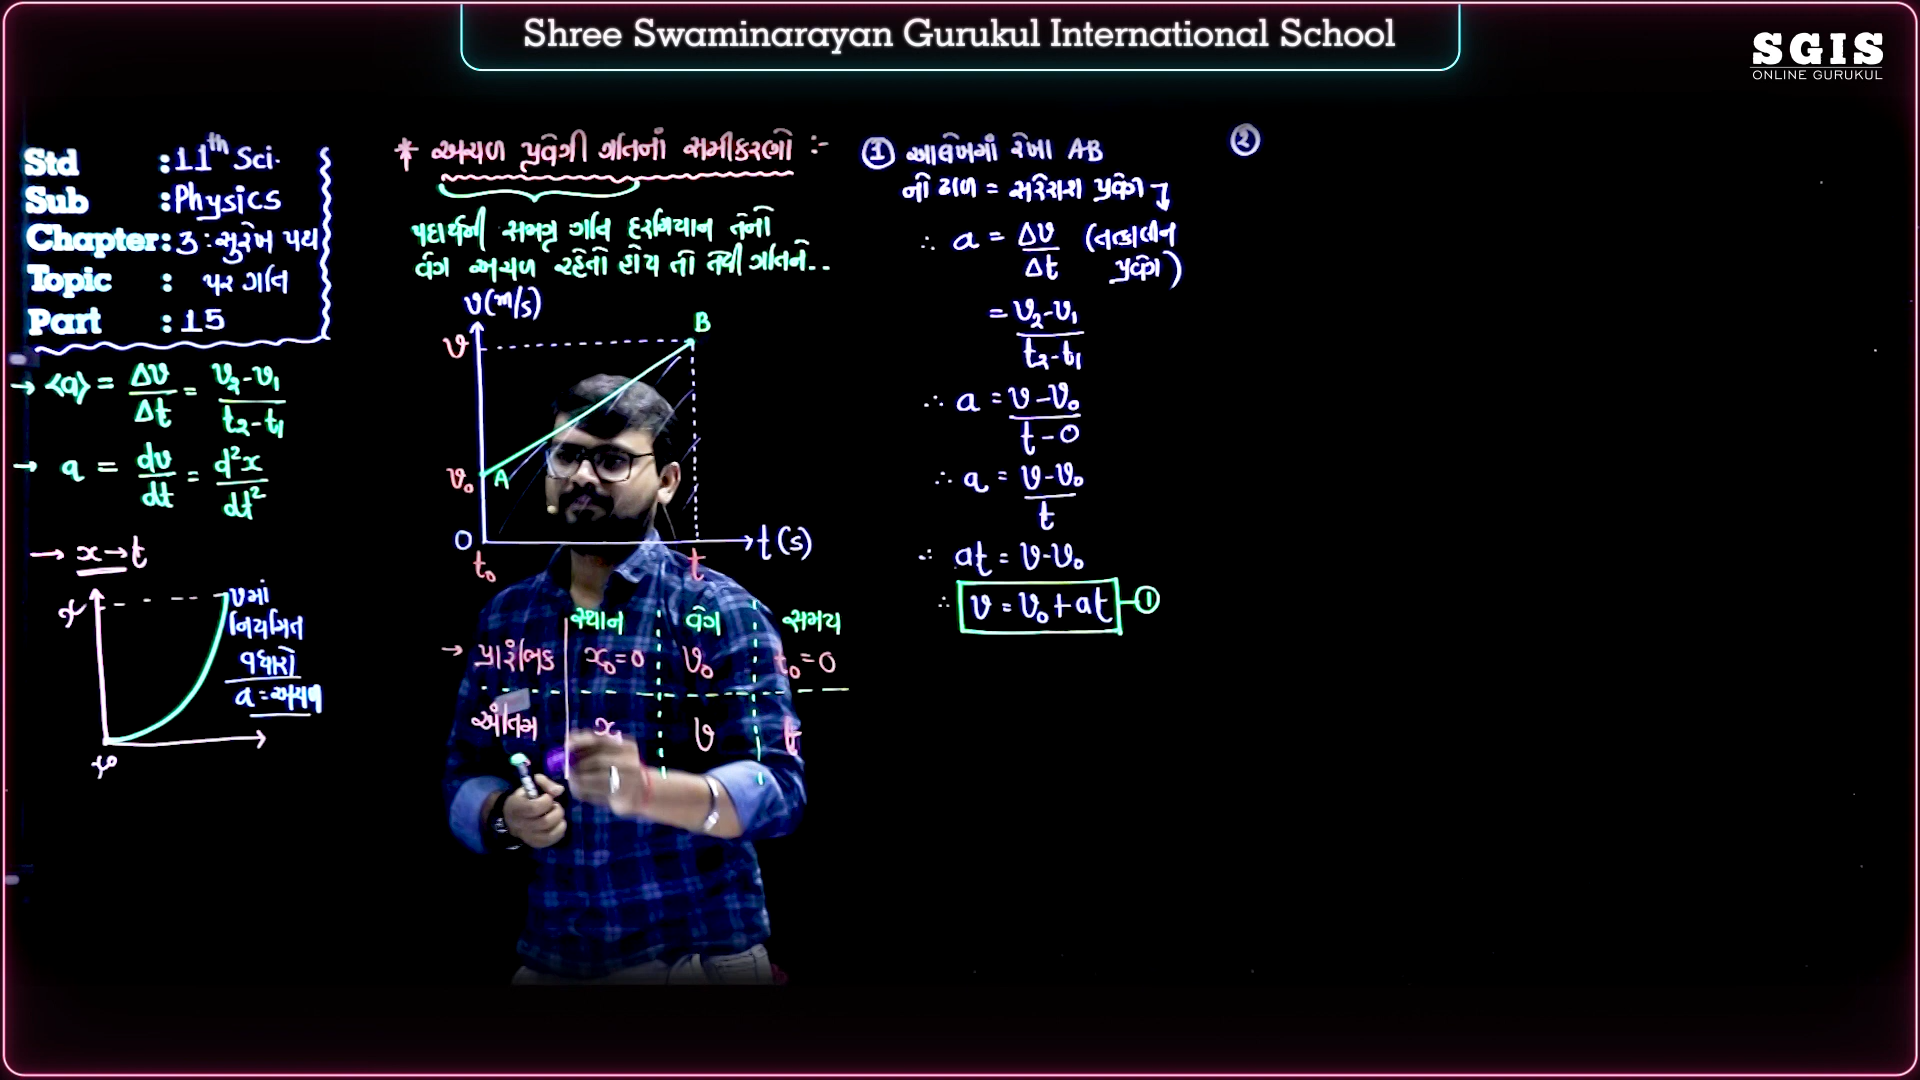 Shree Swaminarayan Gurukul International School
SGIS
ONLINE GURUKUL
Std : 11th Sci.
Sub : Physics
Chapter : 3 : સુરેખ પથ
Topic : પર ગતિ
Part : 15
→ <a> = Δv/Δt = v₂-v₁/t₂-t₁
→ a = dv/dt = d²x/dt²
→ x → t
x
vમાં
નિયમિત
વધારો
a = અચળ
* અચળ પ્રવેગી ગતિનાં સમીકરણો :-
પદાર્થની સમગ્ર ગતિ દરમિયાન તેનો
વેગ અચળ રહેતો હોય તો તેવી ગતિને..
v(m/s)
v
B
v₀
A
O
t(s)
t₀
t
સ્થાન વેગ સમય
→ પ્રારંભિક x₀=0 v₀ t₀=0
અંતિમ x v t
① આલેખમાં રેખા AB
નો ઢાળ = સરેરાશ પ્રવેગ
∴ a = Δv/Δt (તત્કાલીન
પ્રવેગ)
= v₂-v₁/t₂-t₁
∴ a = v-v₀/t-0
∴ a = v-v₀/t
∴ at = v-v₀
∴ v = v₀+at - ①
②